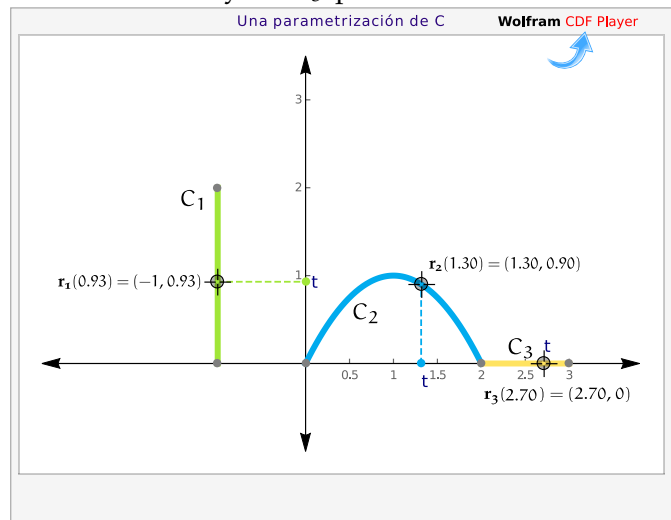 Una parametrización de C
Wolfram CDF Player
3
2
C₁
r₁(0.93) = (−1, 0.93)
1
t
r₂(1.30) = (1.30, 0.90)
C₂
C₃
t
0.5
1
1.5
2
2.5
3
t
r₃(2.70) = (2.70, 0)